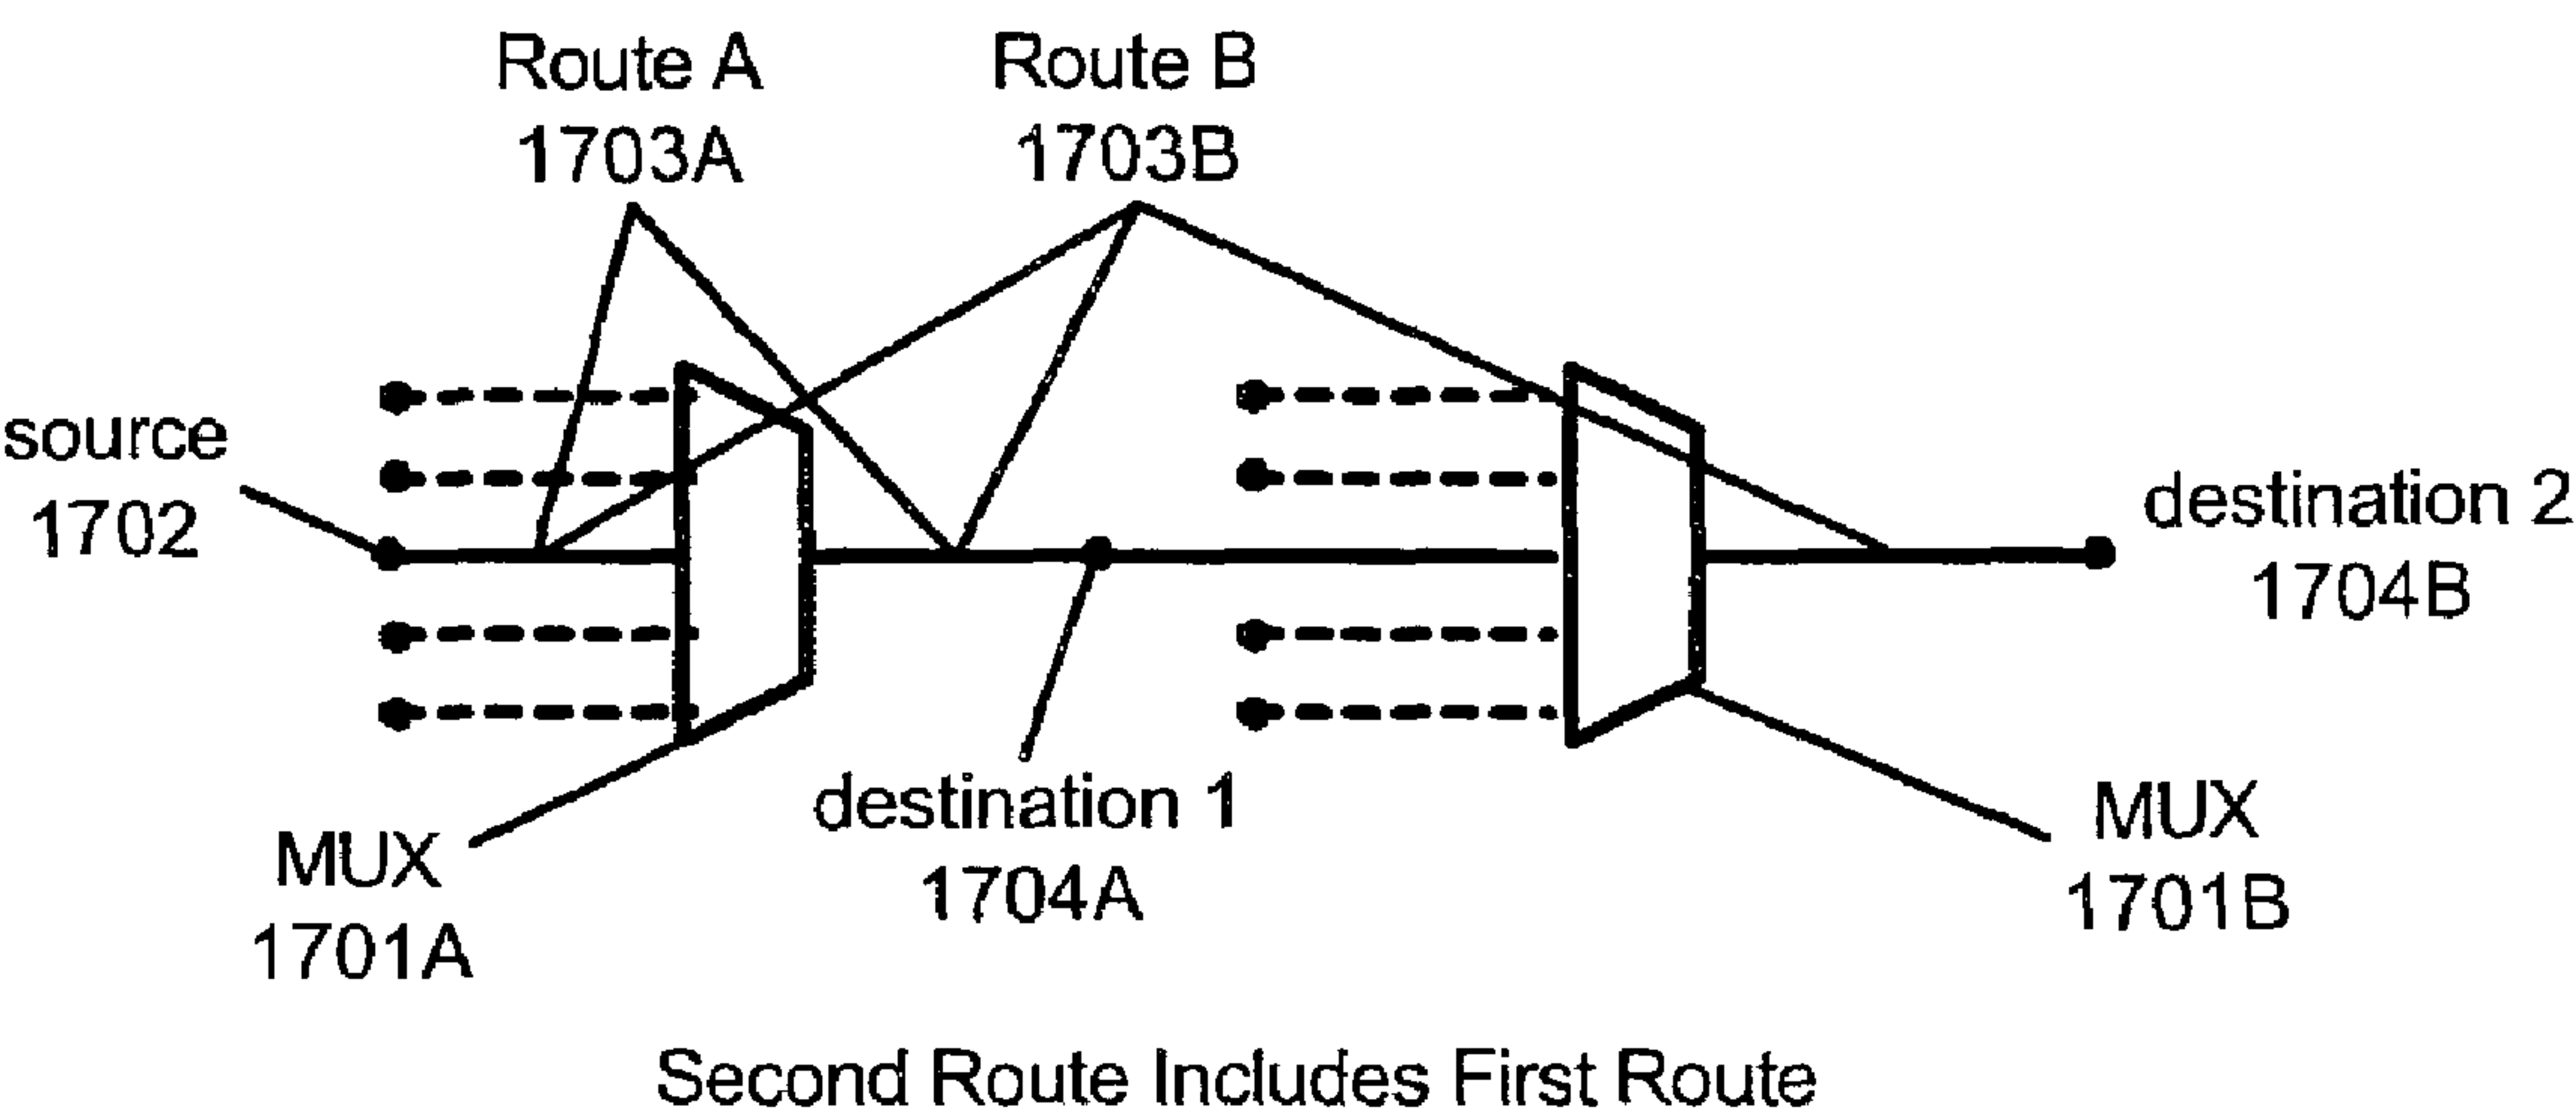 Route A
1703A
Route B
1703B
source
1702
destination 2
1704B
destination 1
1704A
MUX
1701A
MUX
1701B
Second Route Includes First Route